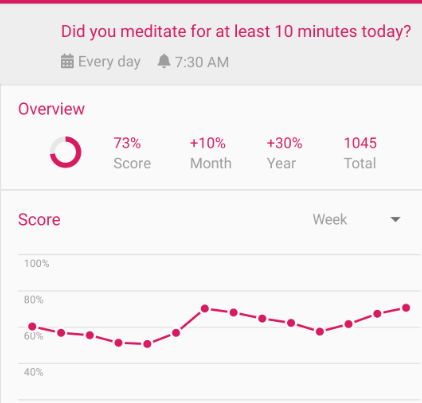 Did you meditate for at least 10 minutes today?
Every day 7:30 AM
Overview
73% +10% +30% 1045
Score Month Year Total
Score Week
100%
80%
60%
40%